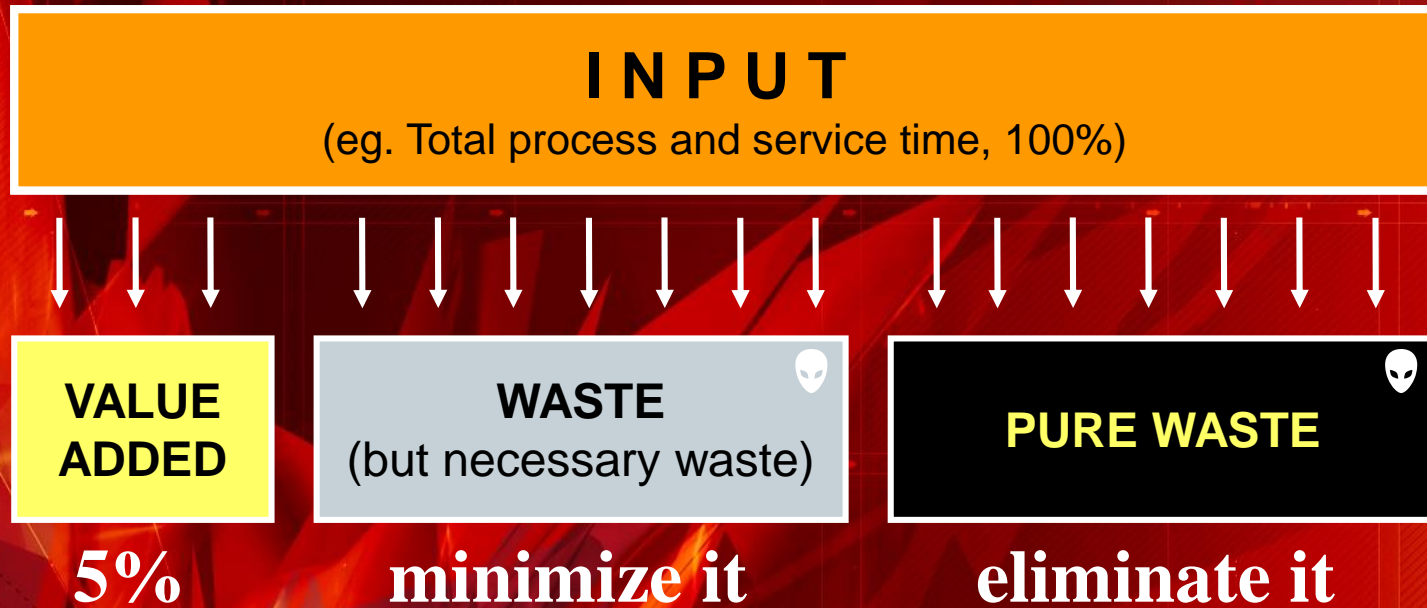 I N P U T
(eg. Total process and service time, 100%)
VALUE
ADDED
WASTE
(but necessary waste)
PURE WASTE
5%
minimize it
eliminate it